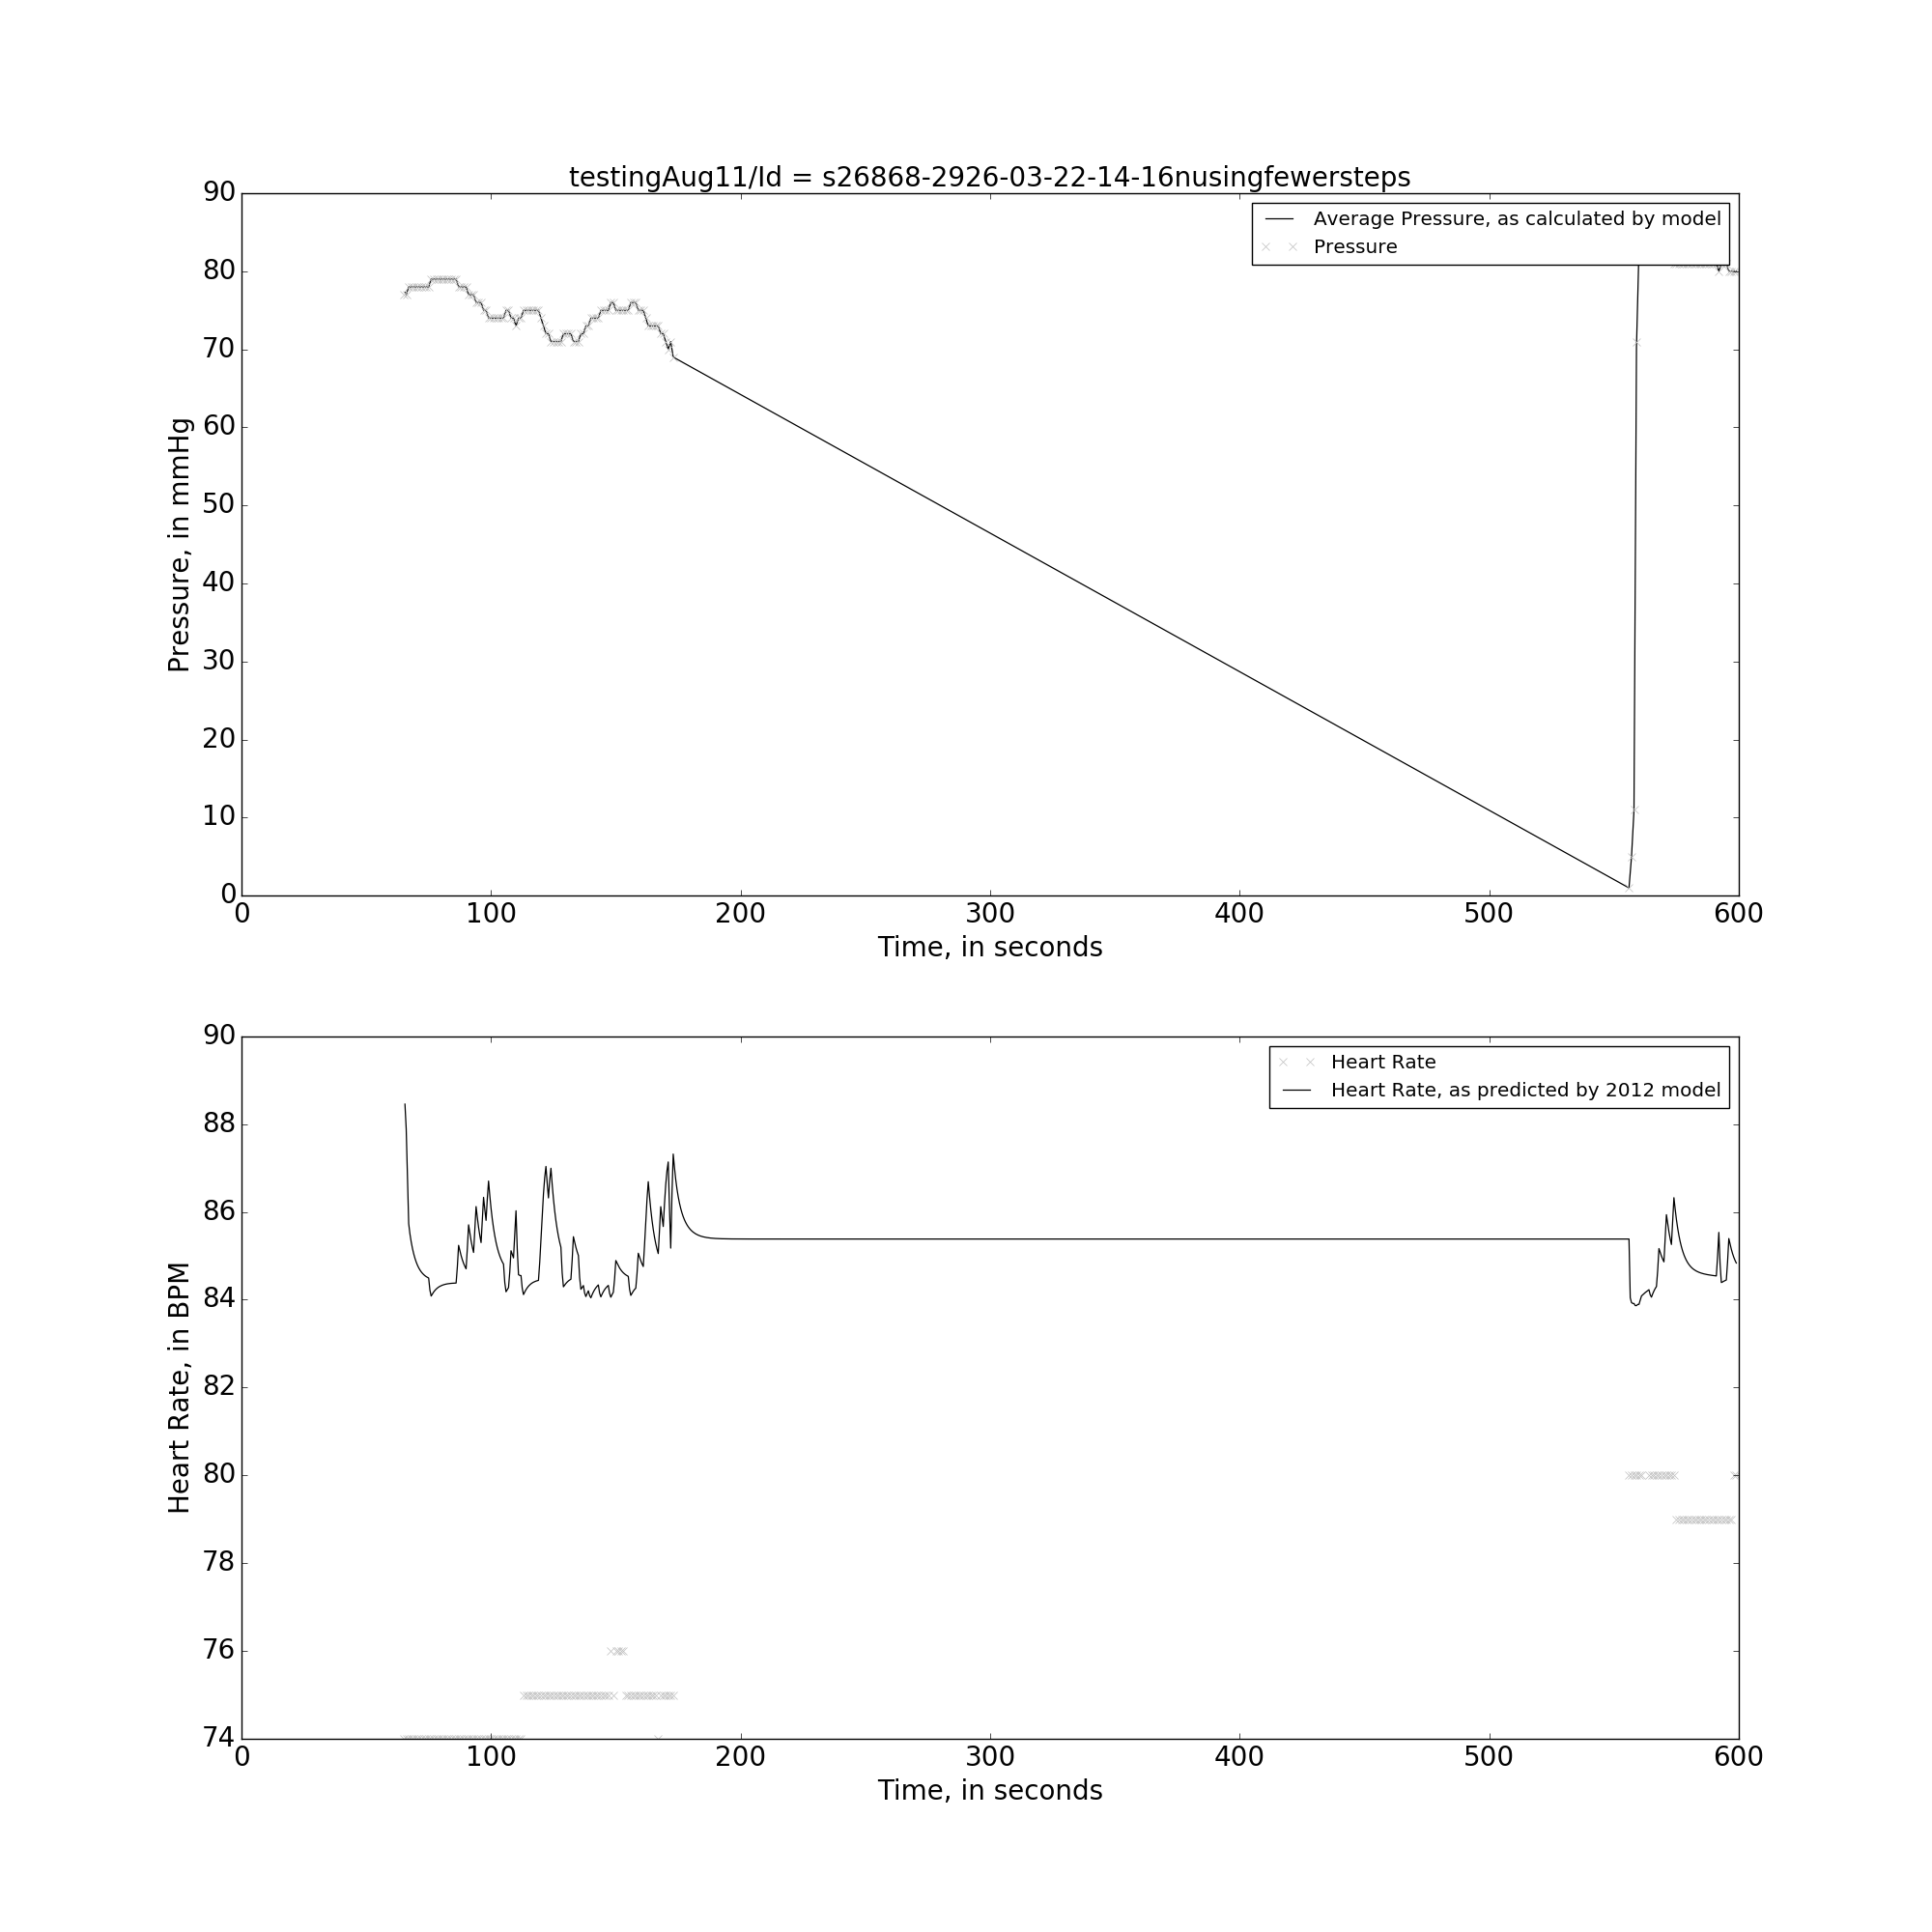 testingAug11/Id = s26868-2926-03-22-14-16nusingfewersteps
90
80
70
60
50
40
30
20
10
0
Pressure, in mmHg
Average Pressure, as calculated by model
Pressure
0 100 200 300 400 500 600
Time, in seconds
90
88
86
84
82
80
78
76
74
Heart Rate, in BPM
Heart Rate
Heart Rate, as predicted by 2012 model
0 100 200 300 400 500 600
Time, in seconds